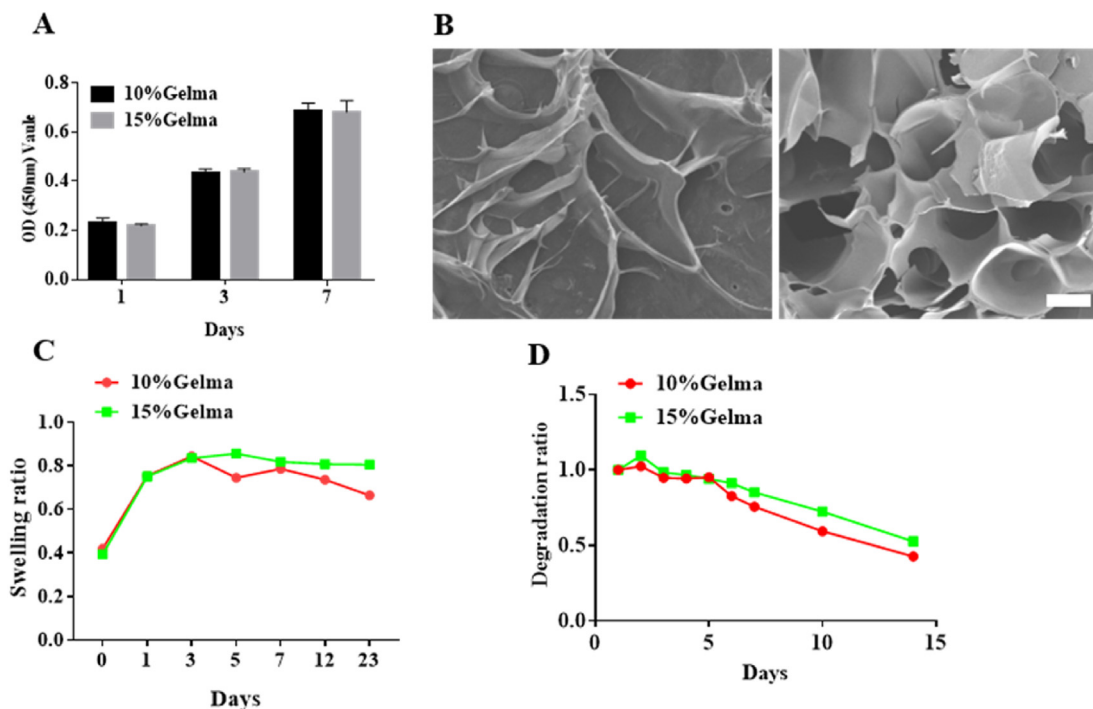 A
10%Gelma
15%Gelma
OD (450nm) Vaule
0.8
0.6
0.4
0.2
0.0
1 3 7
Days
B
C
10%Gelma
15%Gelma
Swelling ratio
1.0
0.8
0.6
0.4
0.2
0.0
0 1 3 5 7 12 23
Days
D
10%Gelma
15%Gelma
Degradation ratio
1.5
1.0
0.5
0.0
0 5 10 15
Days